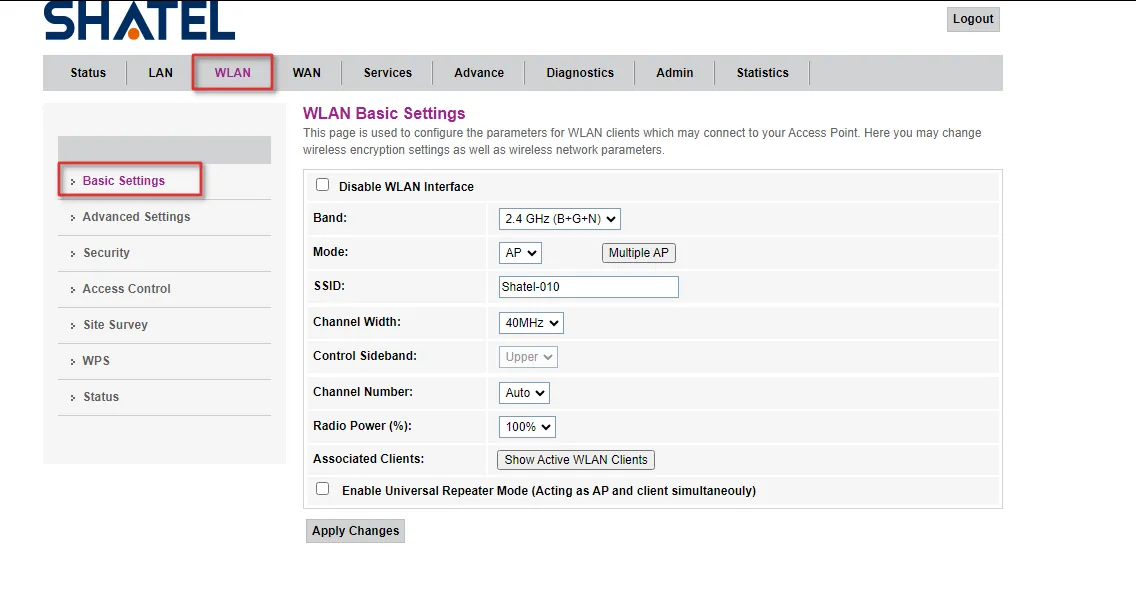 SHATEL
Logout
Status LAN WLAN WAN Services Advance Diagnostics Admin Statistics
Basic Settings
Advanced Settings
Security
Access Control
Site Survey
WPS
Status
WLAN Basic Settings
This page is used to configure the parameters for WLAN clients which may connect to your Access Point. Here you may change
wireless encryption settings as well as wireless network parameters.
Disable WLAN Interface
Band: 2.4 GHz (B+G+N)
Mode: AP Multiple AP
SSID: Shatel-010
Channel Width: 40MHz
Control Sideband: Upper
Channel Number: Auto
Radio Power (%): 100%
Associated Clients: Show Active WLAN Clients
Enable Universal Repeater Mode (Acting as AP and client simultaneouly)
Apply Changes